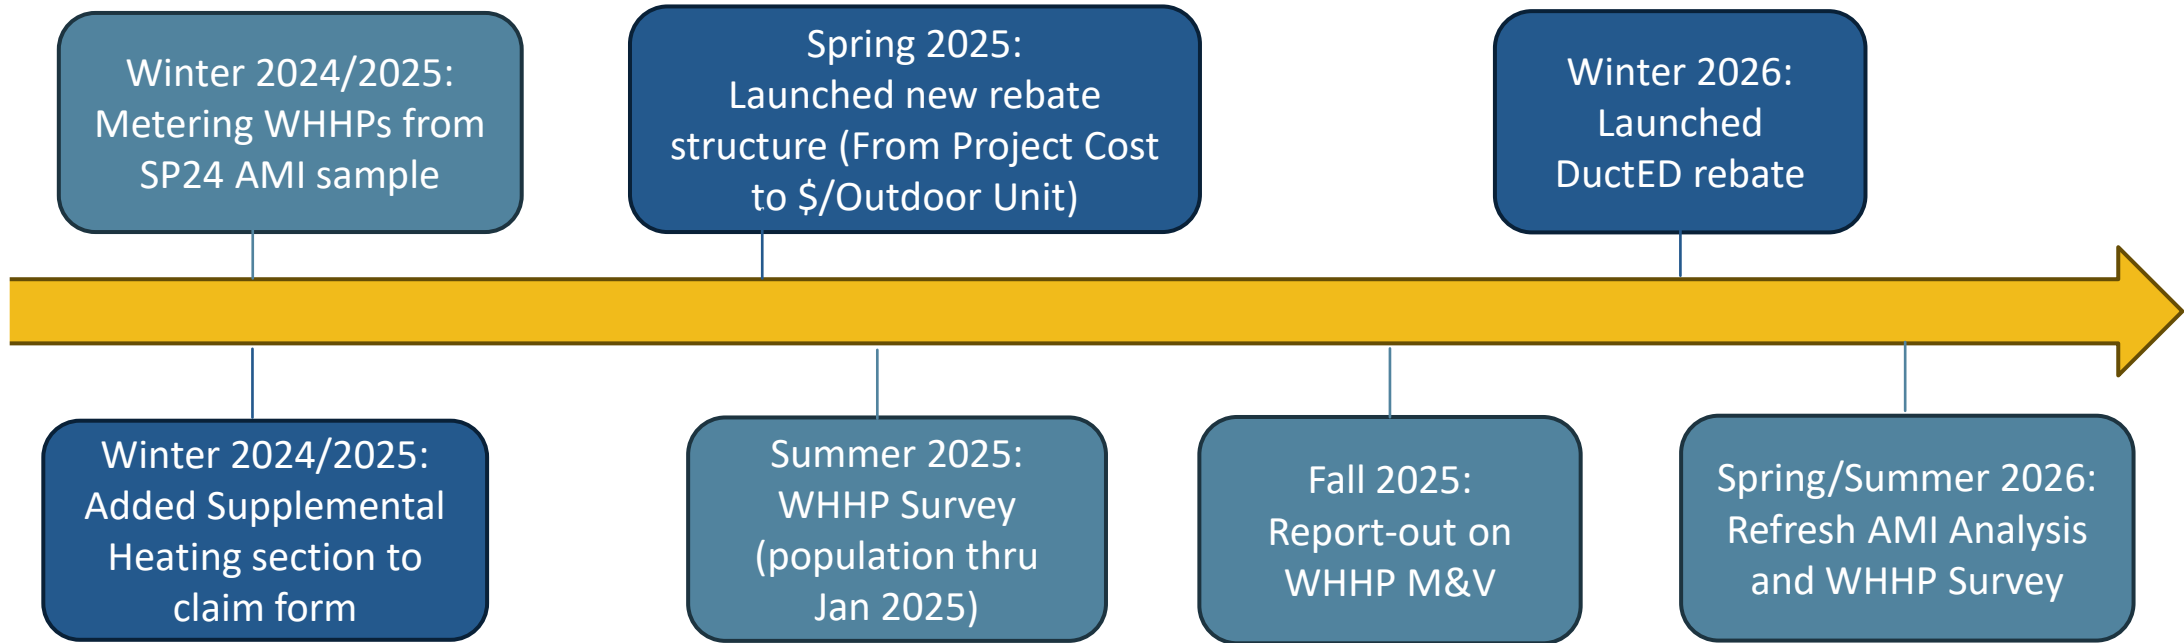 Winter 2024/2025:
Metering WHHPs from
SP24 AMI sample
Spring 2025:
Launched new rebate
structure (From Project Cost
to $/Outdoor Unit)
Winter 2026:
Launched
DuctED rebate
Winter 2024/2025:
Added Supplemental
Heating section to
claim form
Summer 2025:
WHHP Survey
(population thru
Jan 2025)
Fall 2025:
Report-out on
WHHP M&V
Spring/Summer 2026:
Refresh AMI Analysis
and WHHP Survey